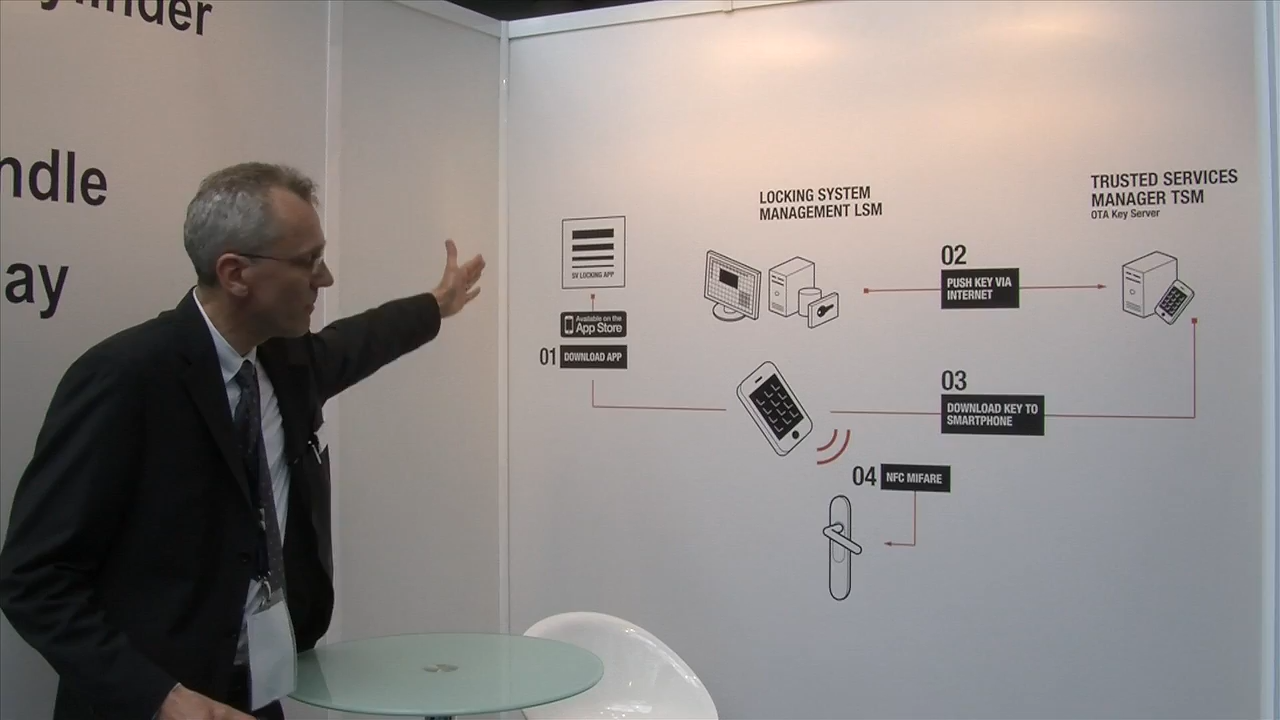 ndle
ay
SV LOCKING APP
Available on the
App Store
01 DOWNLOAD APP
LOCKING SYSTEM
MANAGEMENT LSM
02
PUSH KEY VIA
INTERNET
TRUSTED SERVICES
MANAGER TSM
OTA Key Server
03
DOWNLOAD KEY TO
SMARTPHONE
04 NFC MIFARE